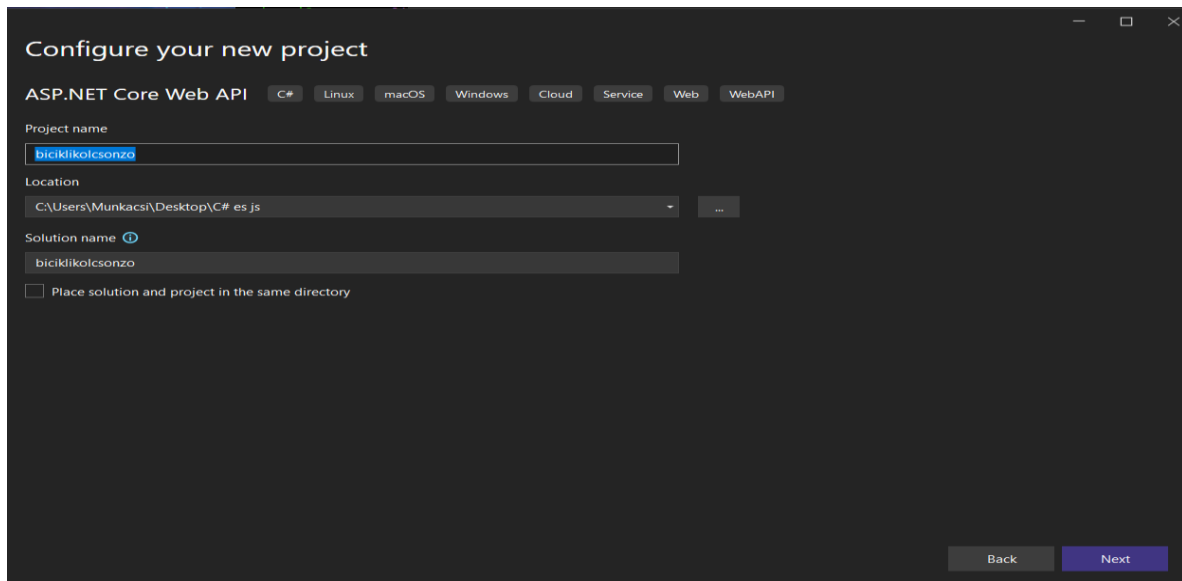 Configure your new project
ASP.NET Core Web API C# Linux macOS Windows Cloud Service Web WebAPI
Project name
biciklikolcsonzo
Location
C:\Users\Munkacsi\Desktop\C# es js
...
Solution name
biciklikolcsonzo
Place solution and project in the same directory
Back Next